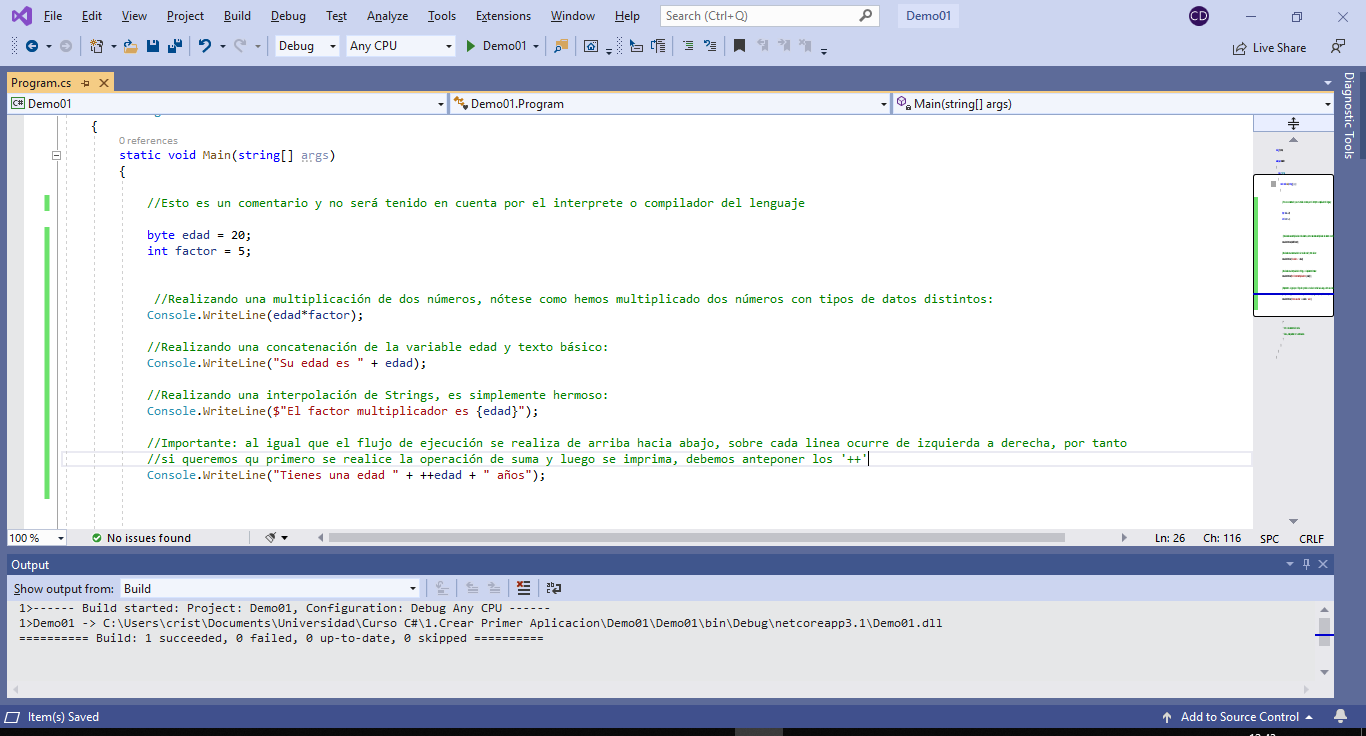 File Edit View Project Build Debug Test Analyze Tools Extensions Window Help Search (Ctrl+Q) Demo01 CD
Debug Any CPU Demo01 Live Share
Program.cs
Diagnostic Tools
C# Demo01 Demo01.Program Main(string[] args)
{
0 references
static void Main(string[] args)
{
//Esto es un comentario y no será tenido en cuenta por el interprete o compilador del lenguaje
byte edad = 20;
int factor = 5;
//Realizando una multiplicación de dos números, nótese como hemos multiplicado dos números con tipos de datos distintos:
Console.WriteLine(edad*factor);
//Realizando una concatenación de la variable edad y texto básico:
Console.WriteLine("Su edad es " + edad);
//Realizando una interpolación de Strings, es simplemente hermoso:
Console.WriteLine($"El factor multiplicador es {edad}");
//Importante: al igual que el flujo de ejecución se realiza de arriba hacia abajo, sobre cada linea ocurre de izquierda a derecha, por tanto
//si queremos qu primero se realice la operación de suma y luego se imprima, debemos anteponer los '++'
Console.WriteLine("Tienes una edad " + ++edad + " años");
100 % No issues found Ln: 26 Ch: 116 SPC CRLF
Output
Show output from: Build
1>------ Build started: Project: Demo01, Configuration: Debug Any CPU ------
1>Demo01 -> C:\Users\crist\Documents\Universidad\Curso C#\1.Crear Primer Aplicacion\Demo01\Demo01\bin\Debug\netcoreapp3.1\Demo01.dll
========== Build: 1 succeeded, 0 failed, 0 up-to-date, 0 skipped ==========
Item(s) Saved Add to Source Control